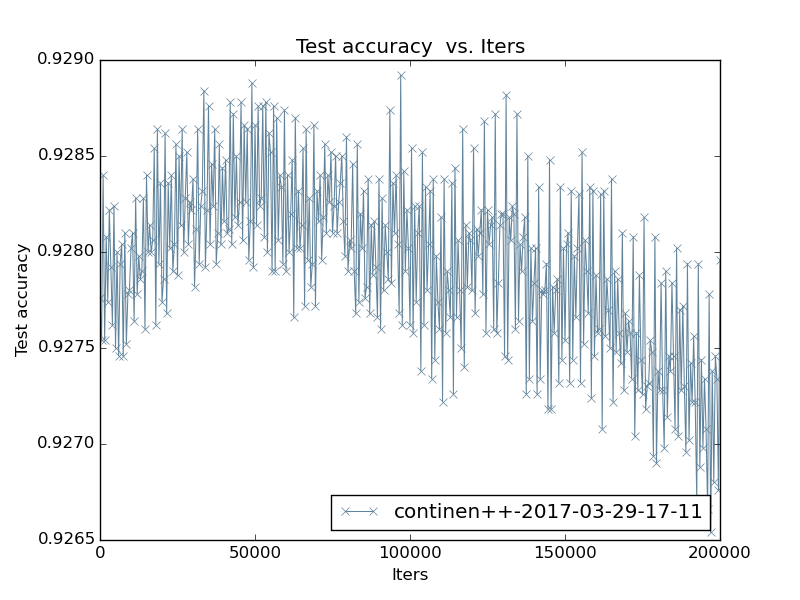 Test accuracy  vs. Iters
0.9290
0.9285
0.9280
0.9275
0.9270
0.9265
Test accuracy
0
50000
100000
150000
200000
Iters
continen++-2017-03-29-17-11